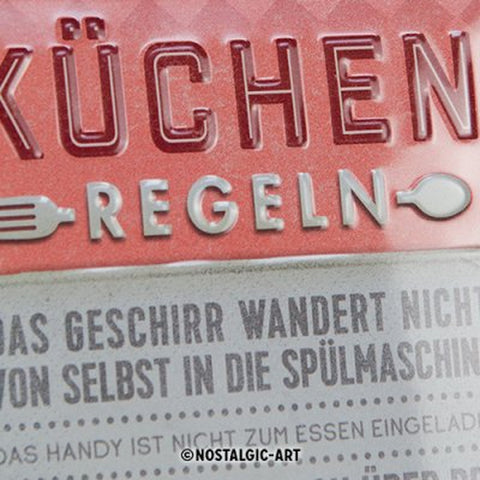 KÜCHEN
REGELN
DAS GESCHIRR WANDERT NICHT
VON SELBST IN DIE SPÜLMASCHIN
DAS HANDY IST NICHT ZUM ESSEN EINGELAD
©NOSTALGIC-ART